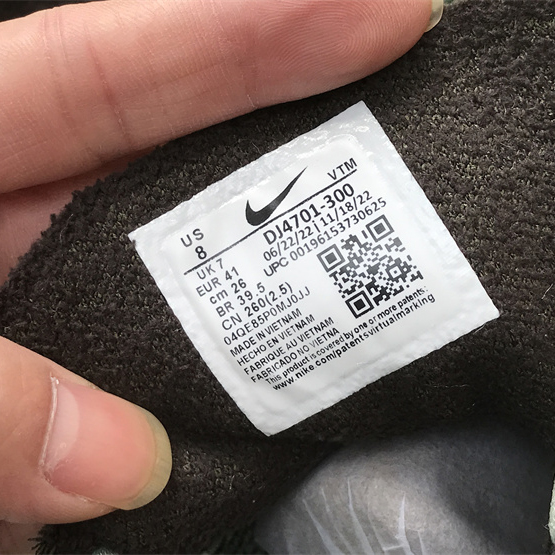 VTM
US
8
DJ4701-300
06/22/22 | 11/18/22
UPC 00196153730625
UK 7
EUR 41
cm 26
BR 39.5
CN 260(2.5)
04QE85P0MJ0JJ
MADE IN VIETNAM
HECHO EN VIETNAM
FABRIQUE AU VIETNAM
FABRICADO NO VIETNA
This product is covered by one or more patents:
www.nike.com/patentsvirtualmarking